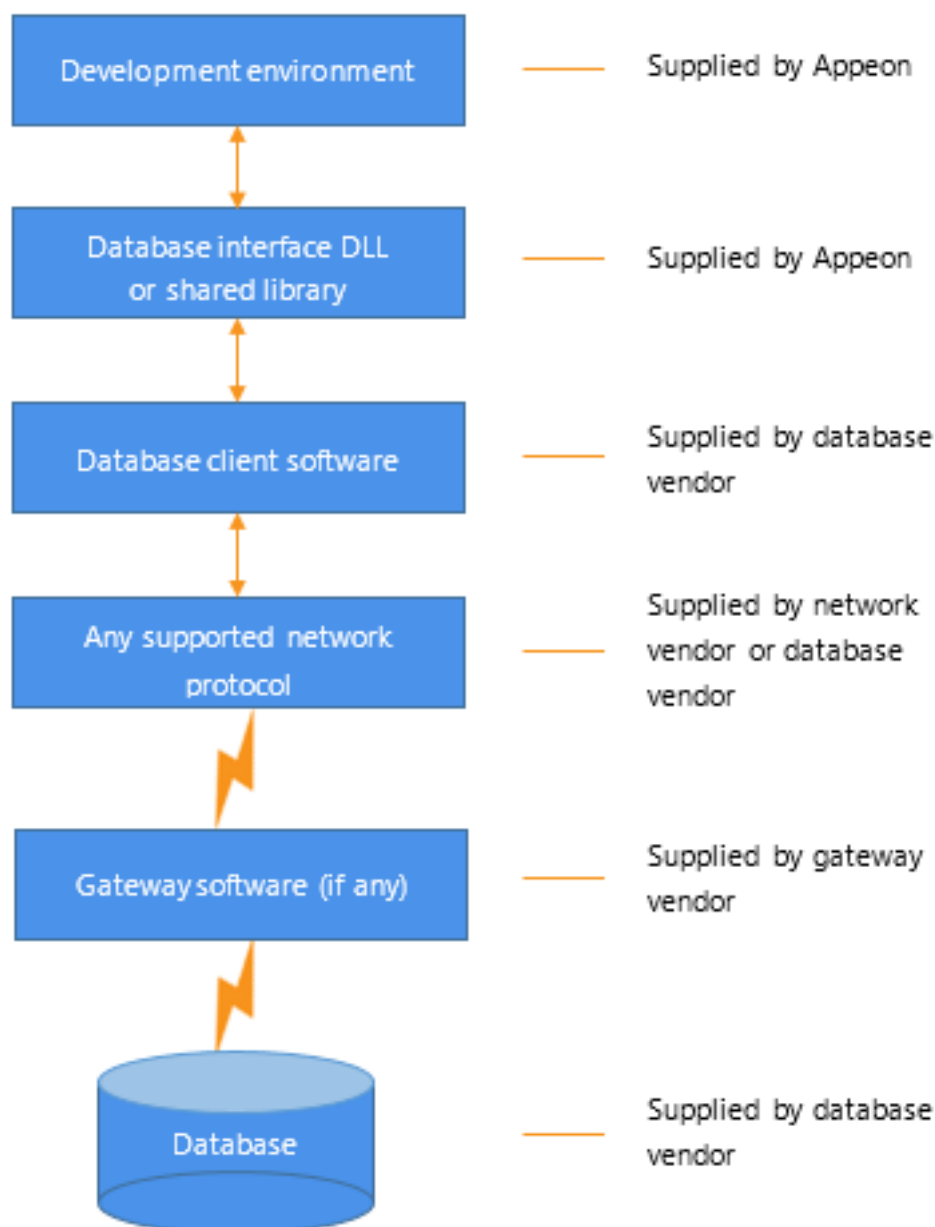 Development environment
Supplied by Appeon
Database interface DLL
or shared library
Supplied by Appeon
Database client software
Supplied by database
vendor
Any supported network
protocol
Supplied by network
vendor or database
vendor
Gateway software (if any)
Supplied by gateway
vendor
Database
Supplied by database
vendor